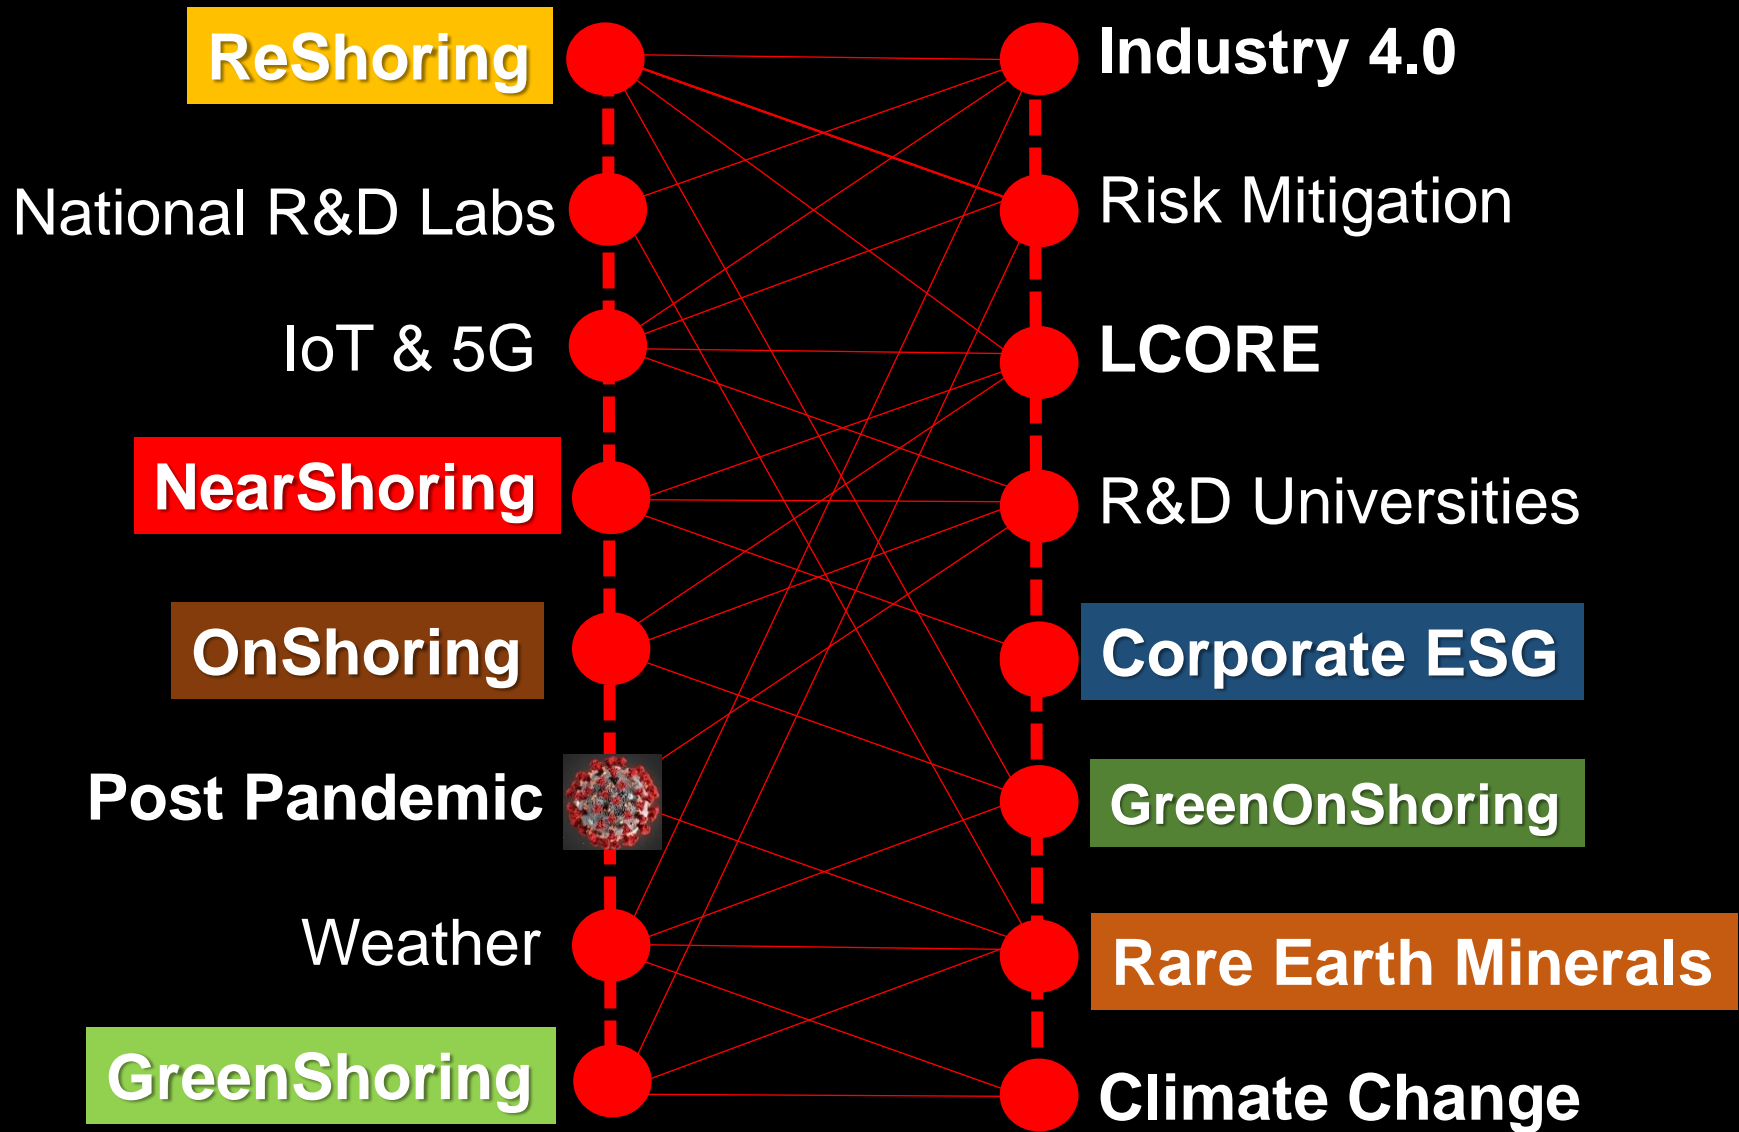 ReShoring
Industry 4.0
National R&D Labs
Risk Mitigation
IoT & 5G
LCORE
NearShoring
R&D Universities
OnShoring
Corporate ESG
Post Pandemic
GreenOnShoring
Weather
Rare Earth Minerals
GreenShoring
Climate Change